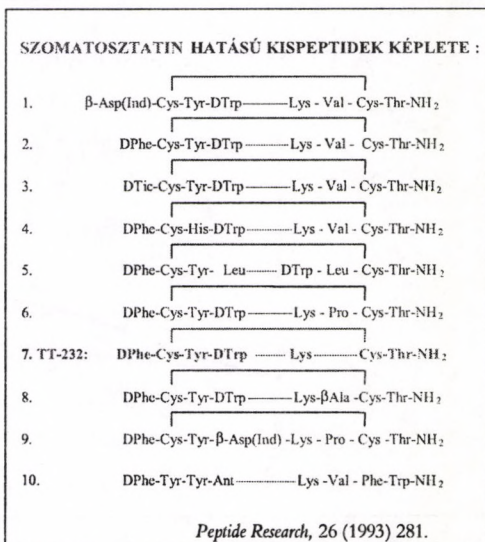 SZOMATOSZTATIN HATÁSÚ KISPEPTIDEK KÉPLETE :
1. β-Asp(Ind)-Cys-Tyr-DTrp———Lys - Val - Cys-Thr-NH2
2. DPhe-Cys-Tyr-DTrp———Lys - Val - Cys-Thr-NH2
3. DTic-Cys-Tyr-DTrp———Lys - Val - Cys-Thr-NH2
4. DPhe-Cys-His-DTrp———Lys - Val - Cys-Thr-NH2
5. DPhe-Cys-Tyr- Leu———DTrp - Leu - Cys-Thr-NH2
6. DPhe-Cys-Tyr-DTrp———Lys - Pro - Cys-Thr-NH2
7. TT-232: DPhe-Cys-Tyr-DTrp ———Lys———Cys-Thr-NH2
8. DPhe-Cys-Tyr-DTrp———Lys-βAla -Cys-Thr-NH2
9. DPhe-Cys-Tyr-β-Asp(Ind) -Lys - Pro - Cys -Thr-NH2
10. DPhe-Tyr-Tyr-Ant———Lys -Val - Phe-Trp-NH2
Peptide Research, 26 (1993) 281.